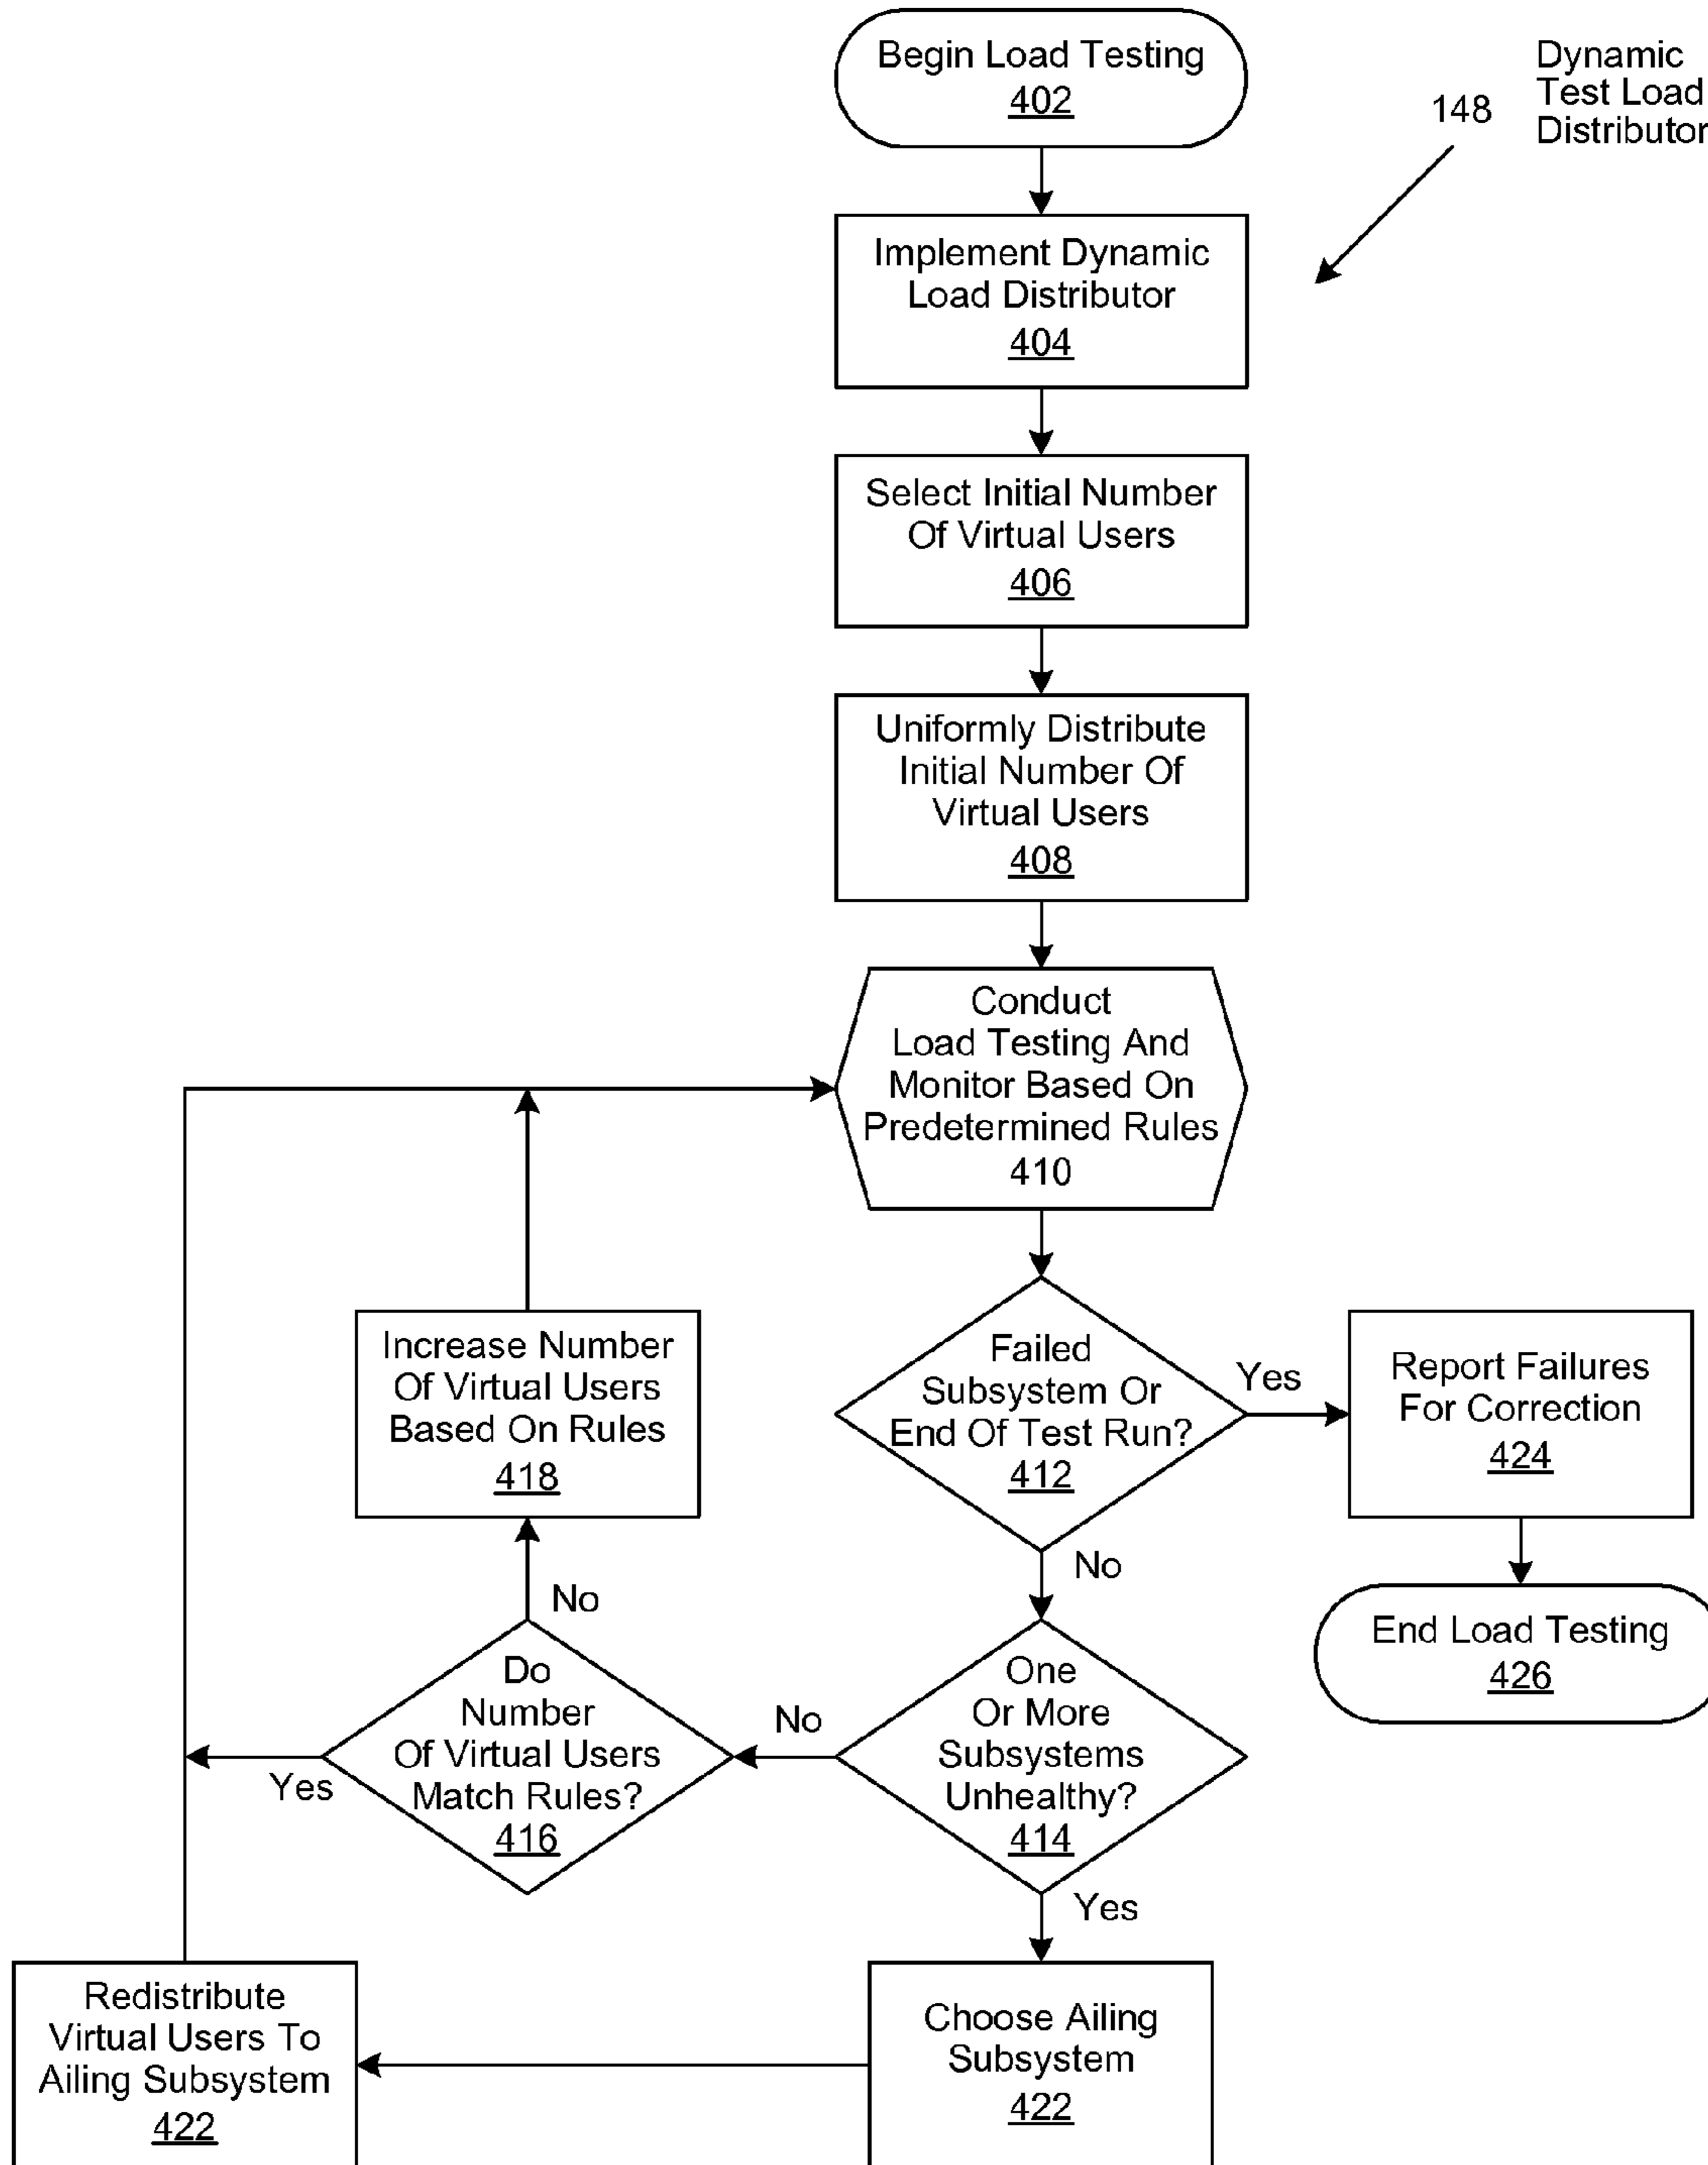 Begin Load Testing
402
148
Dynamic
Test Load
Distributor
Implement Dynamic
Load Distributor
404
Select Initial Number
Of Virtual Users
406
Uniformly Distribute
Initial Number Of
Virtual Users
408
Conduct
Load Testing And
Monitor Based On
Predetermined Rules
410
Increase Number
Of Virtual Users
Based On Rules
418
Failed
Subsystem Or
End Of Test Run?
412
Yes
Report Failures
For Correction
424
No
No
End Load Testing
426
Do
Number
Of Virtual Users
Match Rules?
416
Yes
No
One
Or More
Subsystems
Unhealthy?
414
Yes
Redistribute
Virtual Users To
Ailing Subsystem
422
Choose Ailing
Subsystem
422